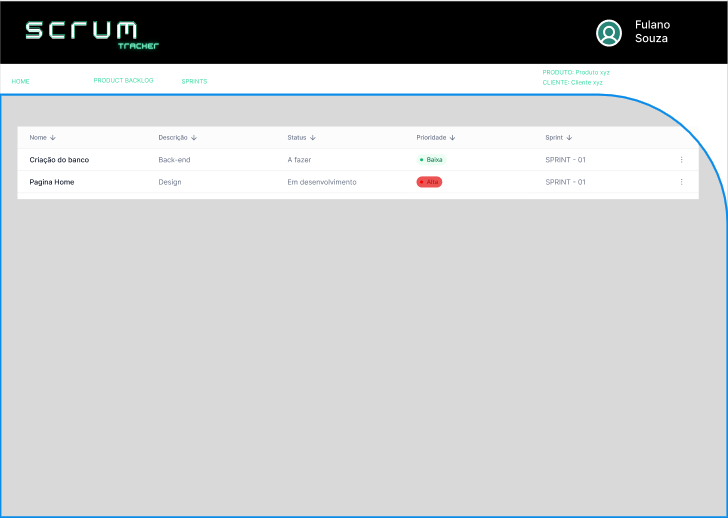 SCRUM
TRACKER
Fulano
Souza
HOME
PRODUCT BACKLOG
SPRINTS
PRODUTO: Produto xyz
CLIENTE: Cliente xyz
Nome Descrição Status Prioridade Sprint
Criação do banco Back-end A fazer Baixa SPRINT - 01
Pagina Home Design Em desenvolvimento Alta SPRINT - 01